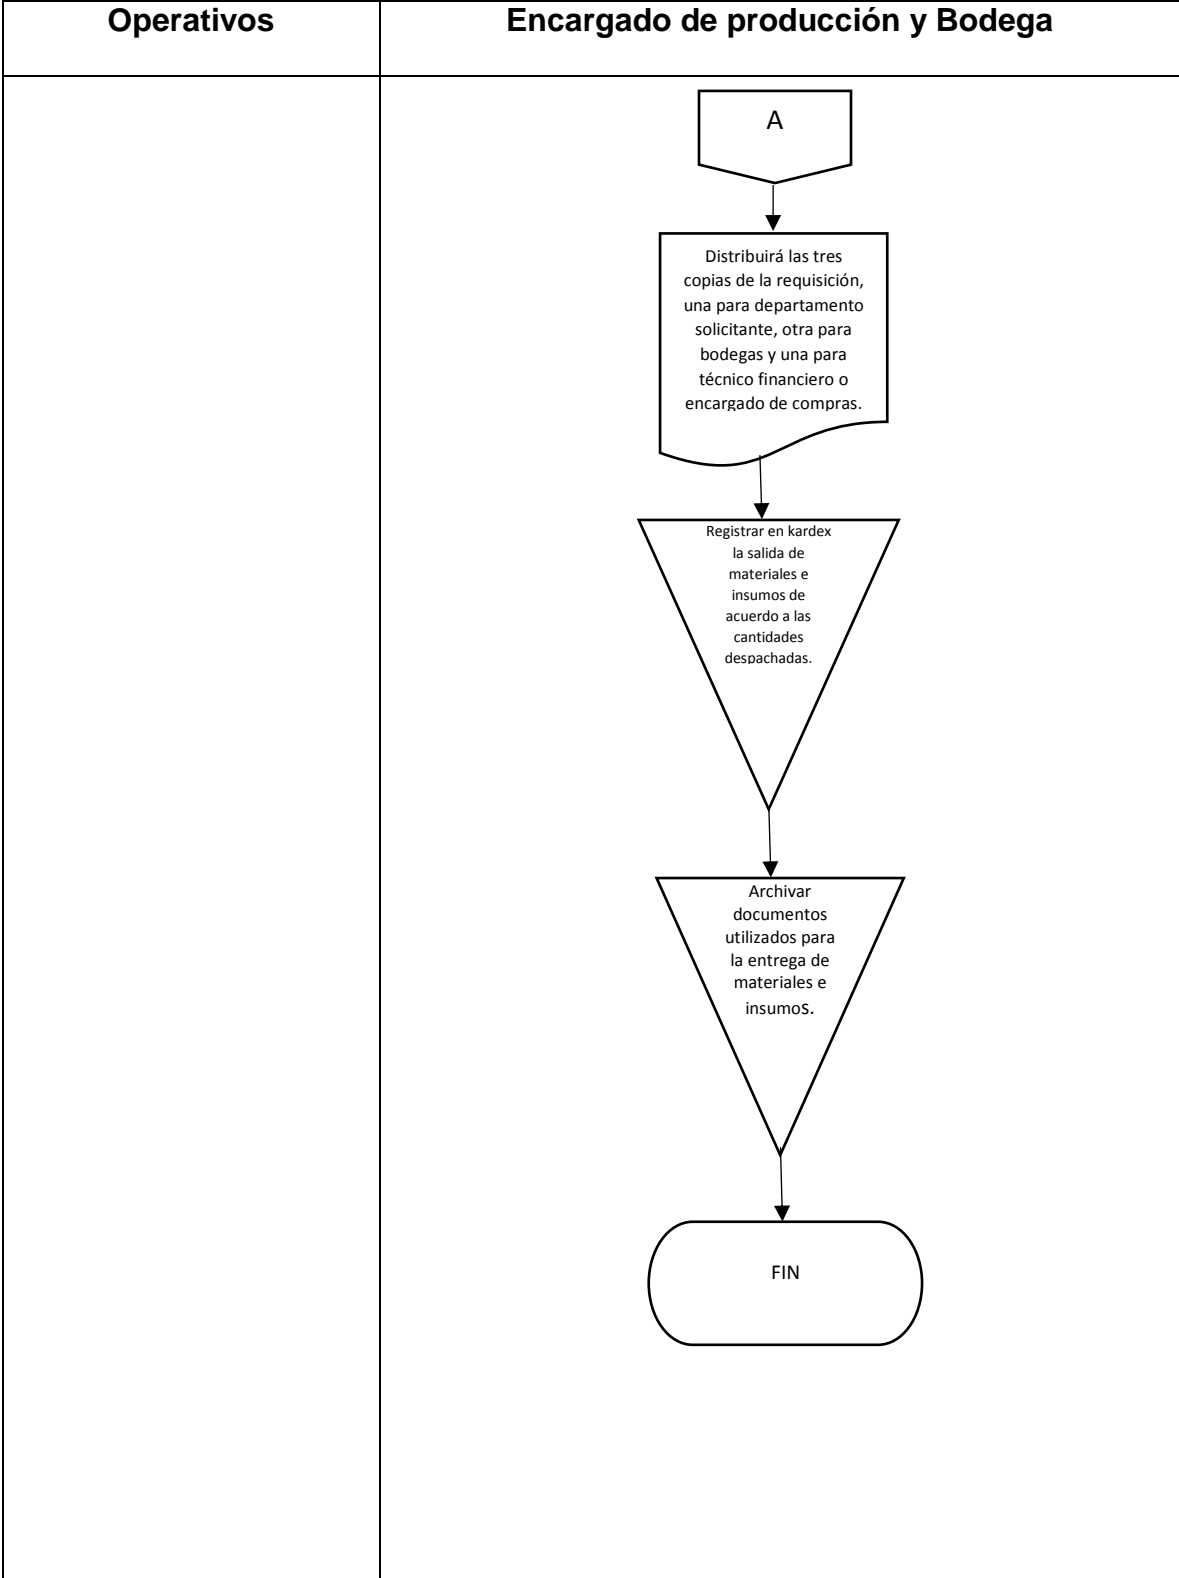 Operativos
Encargado de producción y Bodega
A
Distribuirá las tres
copias de la requisición,
una para departamento
solicitante, otra para
bodegas y una para
técnico financiero o
encargado de compras.
Registrar en kardex
la salida de
materiales e
insumos de
acuerdo a las
cantidades
despachadas.
Archivar
documentos
utilizados para
la entrega de
materiales e
insumos.
FIN